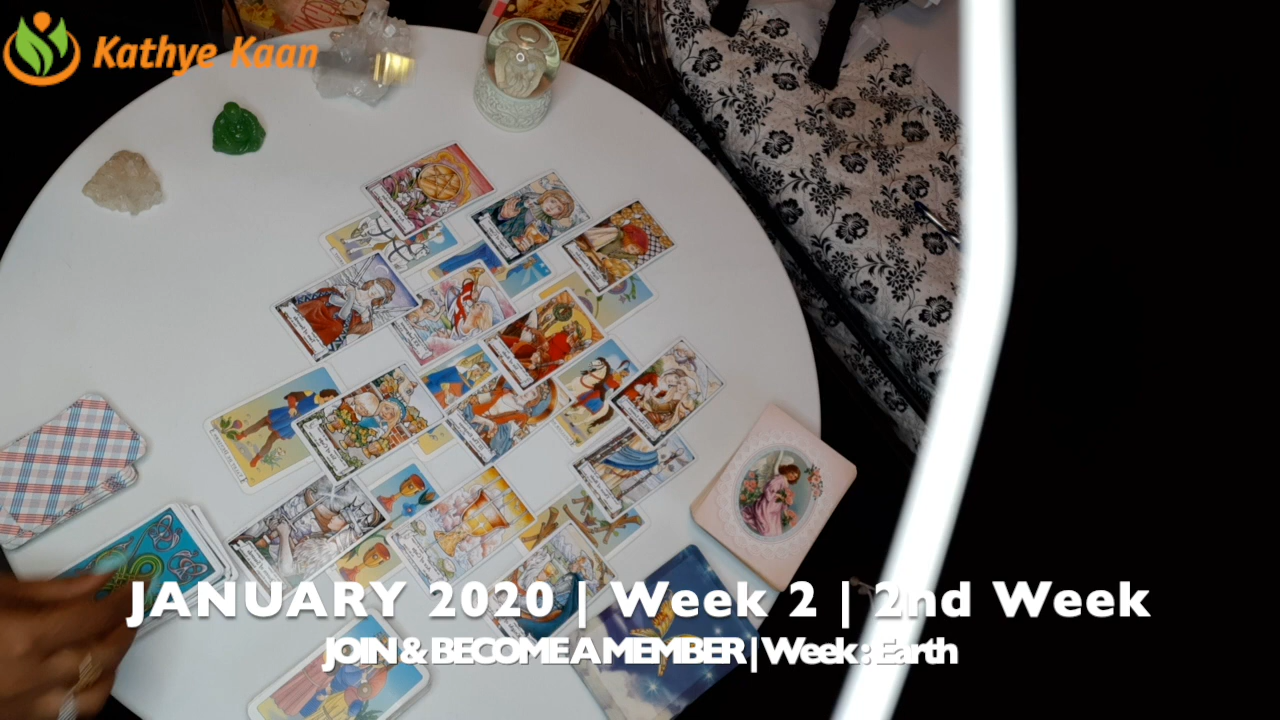 Kathye Kaan
JANUARY 2020 | Week 2 | 2nd Week
JOIN & BECOME A MEMBER | Week : Earth